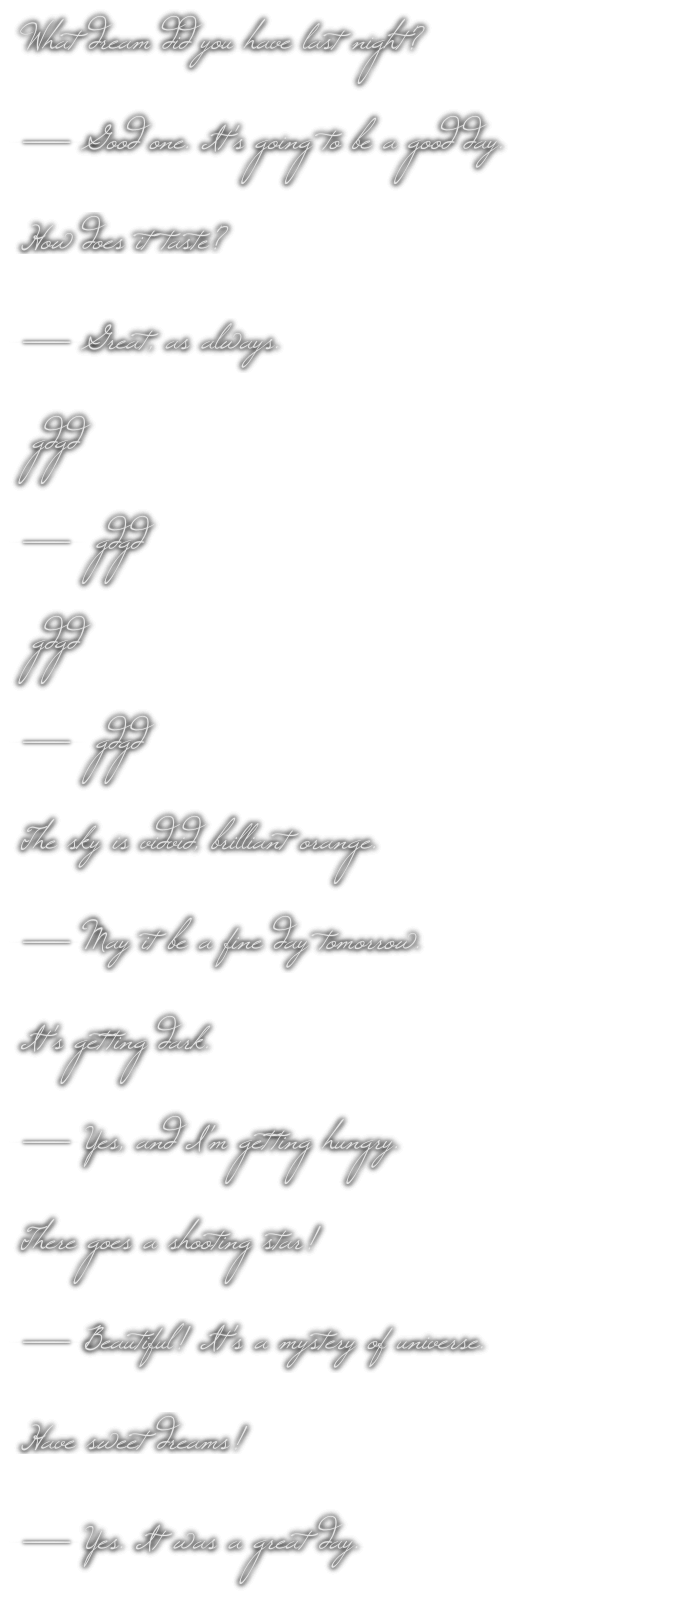 What dream did you have last night?
— Good one. It's going to be a good day.
How does it taste?
— Great, as always.
gdgd
— gdgd
gdgd
— gdgd
The sky is vidvid, brilliant orange.
— May it be a fine day tomorrow.
It's getting dark.
— Yes, and I'm getting hungry.
There goes a shooting star!
— Beautiful! It's a mystery of universe.
Have sweet dreams!
— Yes. It was a great day.